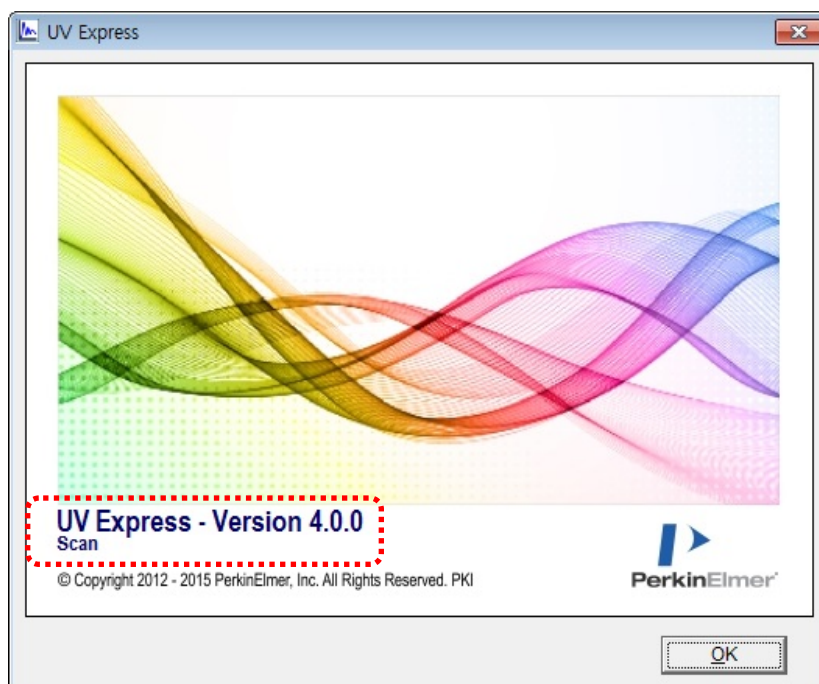 UV Express
UV Express - Version 4.0.0
Scan
© Copyright 2012 - 2015 PerkinElmer, Inc. All Rights Reserved. PKI
PerkinElmer
OK